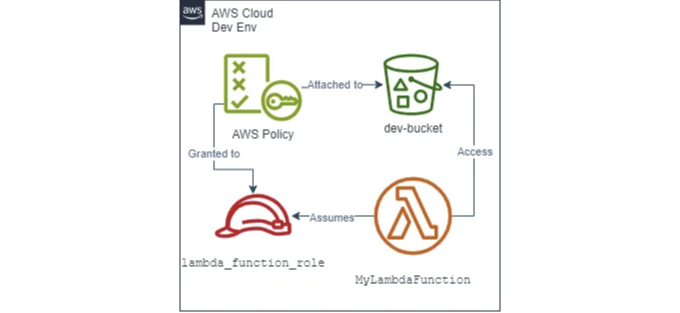 aws
AWS Cloud
Dev Env
Attached to
AWS Policy
dev-bucket
Granted to
Access
Assumes
lambda_function_role
MyLambdaFunction